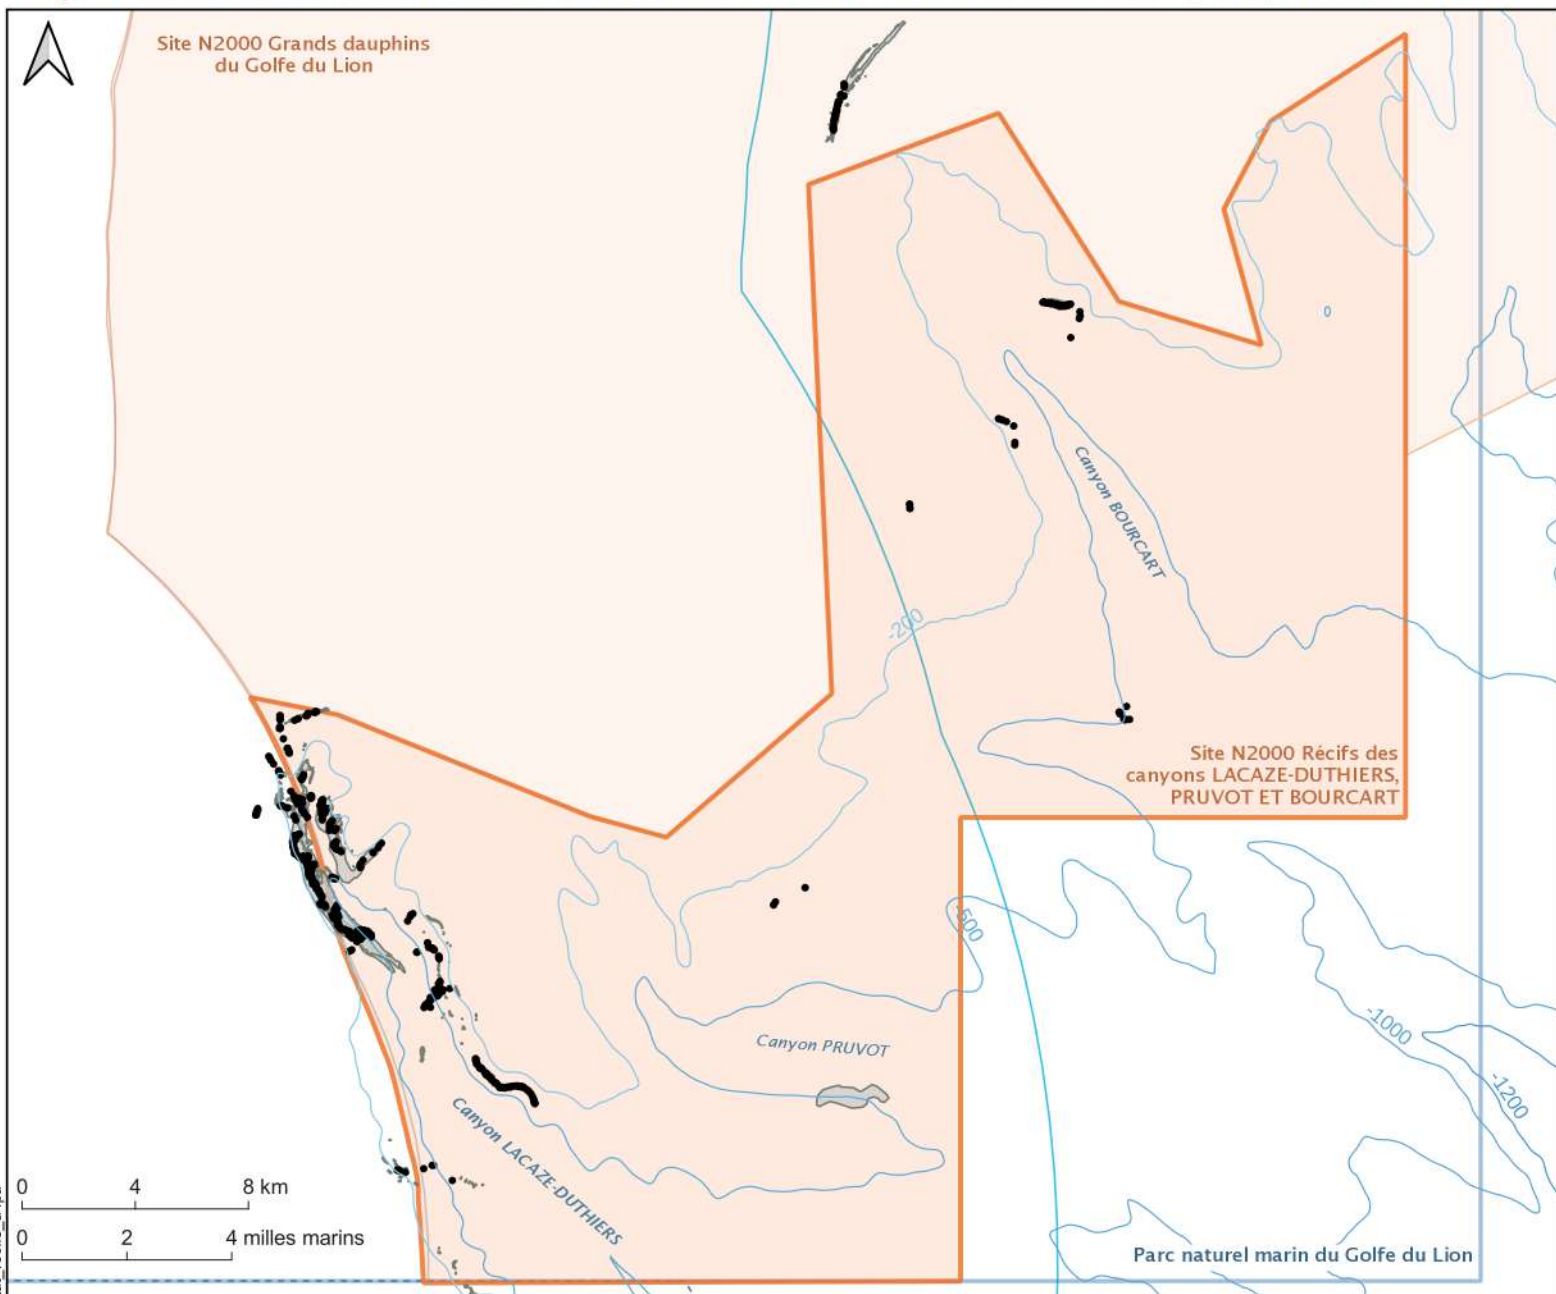 Site N2000 Grands dauphins
du Golfe du Lion
Canyon BOURCART
-200
Site N2000 Récifs des
canyons LACAZE-DUTHIERS,
PRUVOT ET BOURCART
-500
-1000
Canyon PRUVOT
-1200
Canyon LACAZE-DUTHIERS
0 4 8 km
0 2 4 milles marins
Parc naturel marin du Golfe du Lion